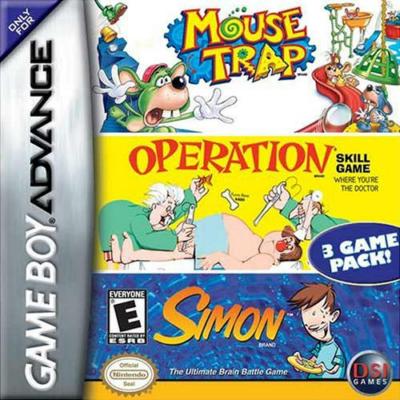 ONLY
FOR
GAME BOY ADVANCE
MOUSE
TRAP
OPERATION
BRAND
SKILL
GAME
WHERE YOU'RE
THE DOCTOR
3 GAME
PACK!
EVERYONE
E
CONTENT RATED BY
ESRB
SIMON
BRAND
Official
Nintendo
Seal
The Ultimate Brain Battle Game
DSI
GAMES